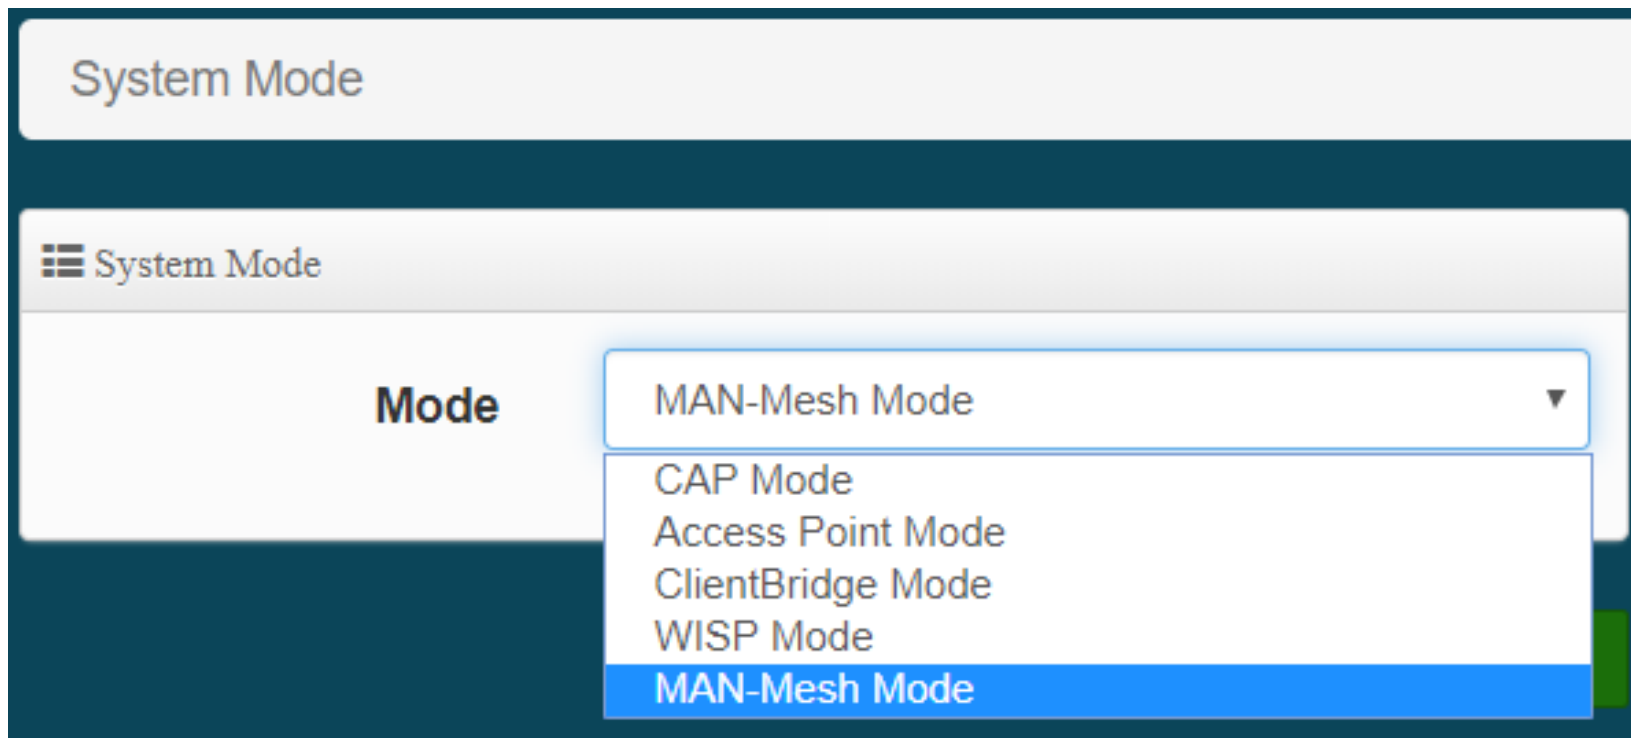 System Mode
System Mode
Mode
MAN-Mesh Mode
CAP Mode
Access Point Mode
ClientBridge Mode
WISP Mode
MAN-Mesh Mode